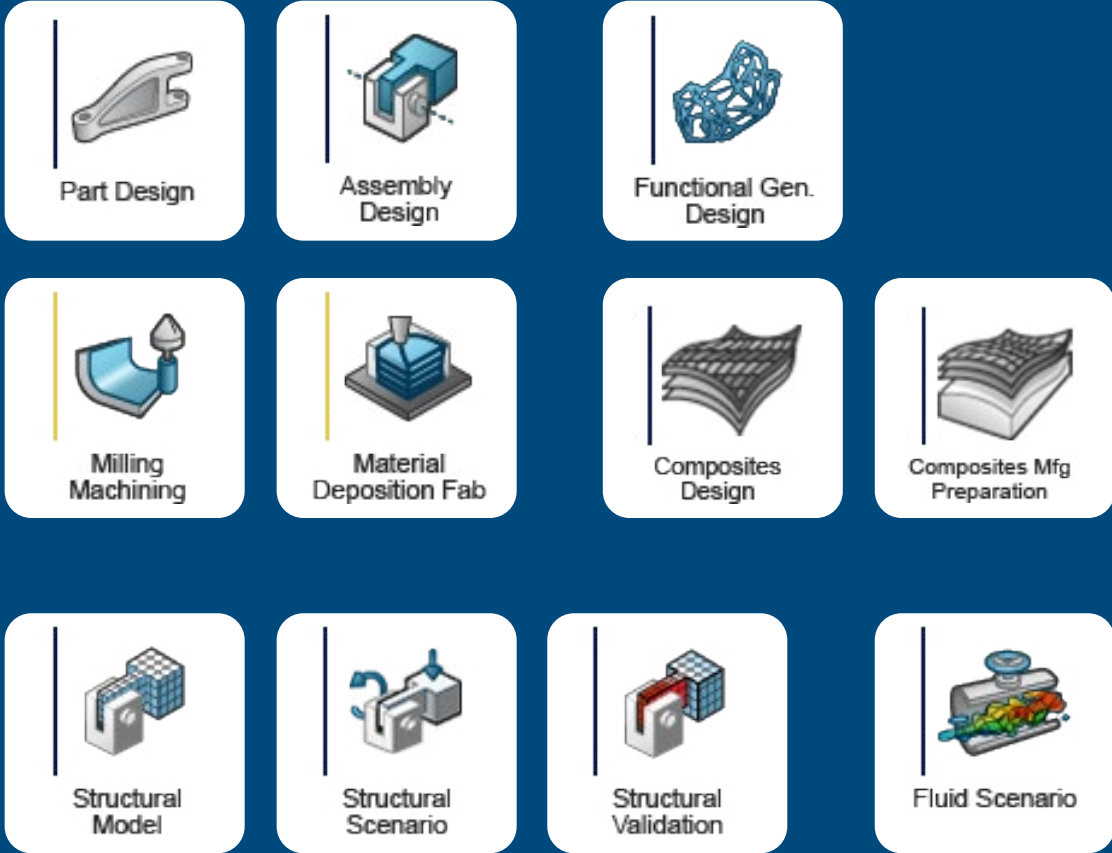 Part Design
Assembly
Design
Functional Gen.
Design
Milling
Machining
Material
Deposition Fab
Composites
Design
Composites Mfg
Preparation
Structural
Model
Structural
Scenario
Structural
Validation
Fluid Scenario